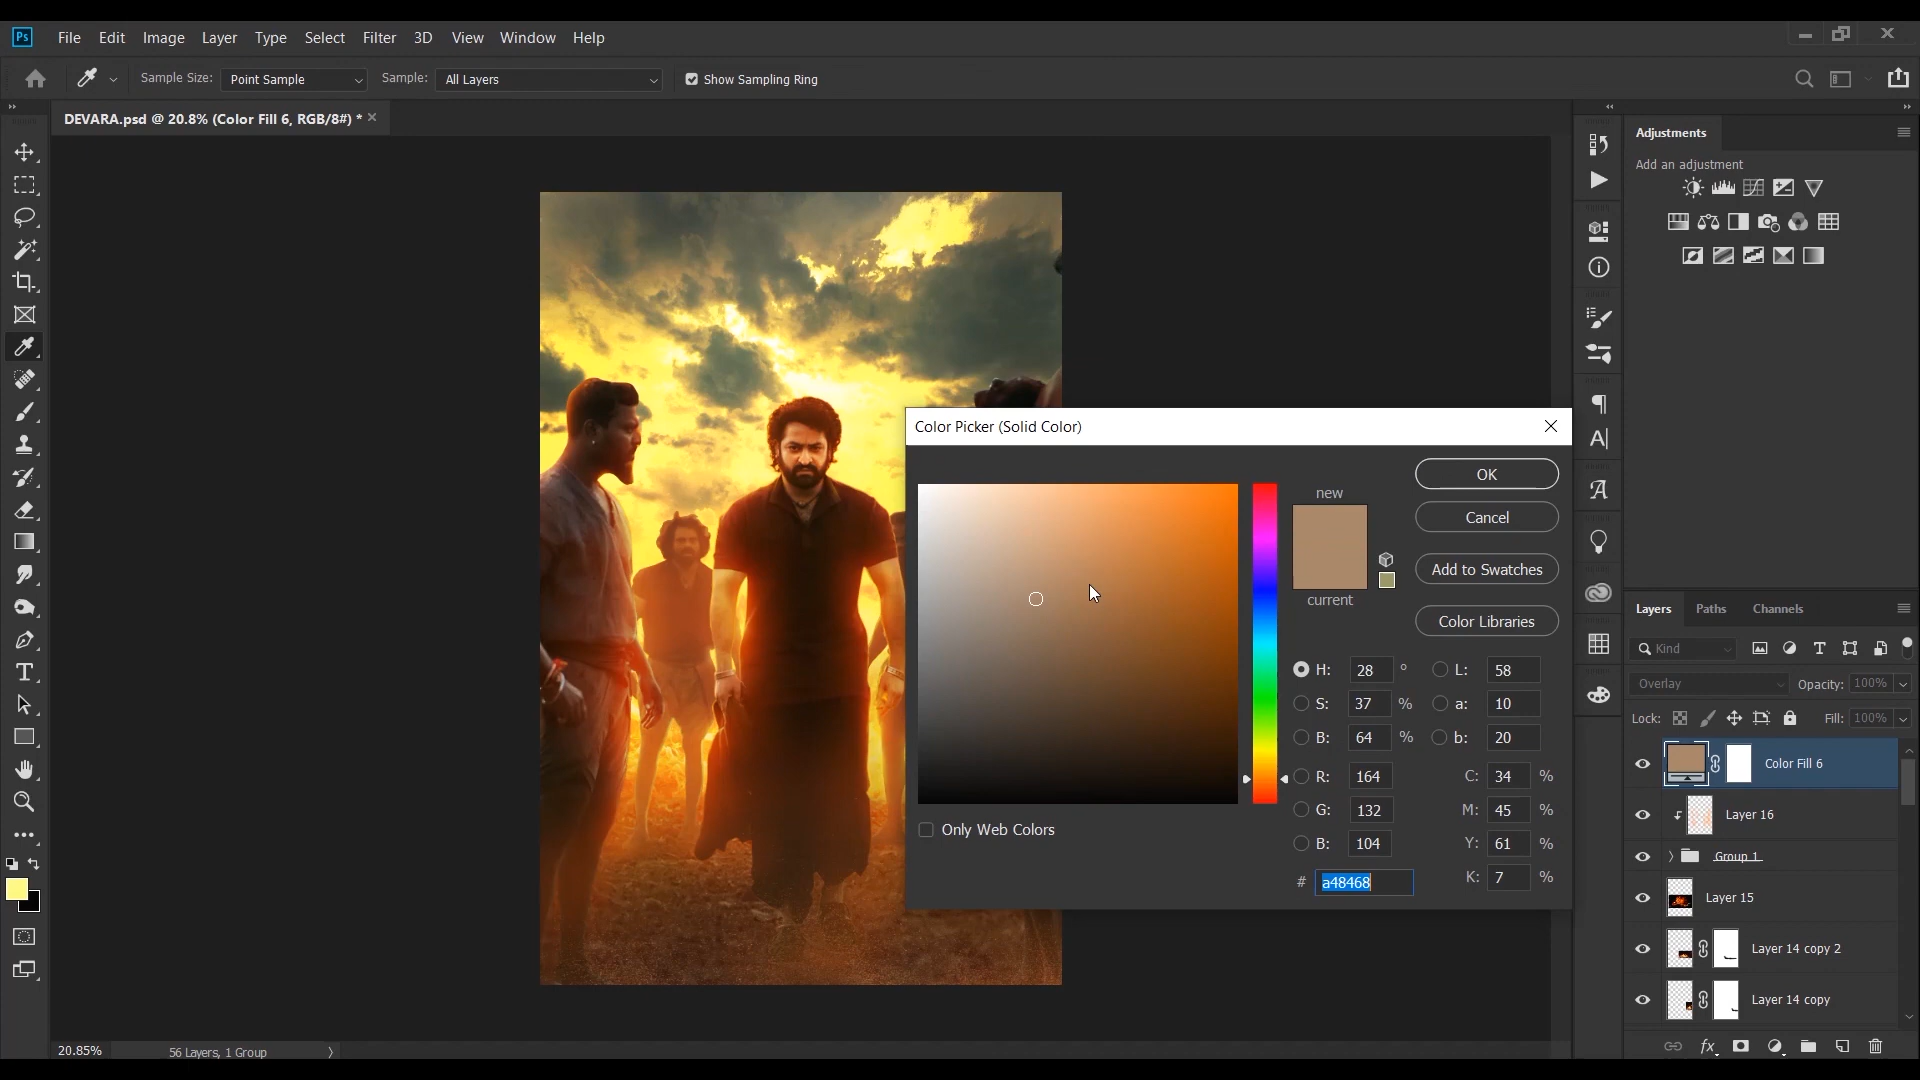 Ps File Edit Image Layer Type Select Filter 3D View Window Help
Sample Size: Point Sample Sample: All Layers Show Sampling Ring
DEVARA.psd @ 20.8% (Color Fill 6, RGB/8#) *
Adjustments
Add an adjustment
Color Picker (Solid Color)
new
current
OK
Cancel
Add to Swatches
Color Libraries
H: 28 ° L: 58
S: 37 % a: 10
B: 64 % b: 20
R: 164 C: 34 %
G: 132 M: 45 %
B: 104 Y: 61 %
# a48468 K: 7 %
Only Web Colors
Layers Paths Channels
Kind
Overlay Opacity: 100%
Lock: Fill: 100%
Color Fill 6
Layer 16
Group 1
Layer 15
Layer 14 copy 2
Layer 14 copy
20.85% 56 Layers, 1 Group